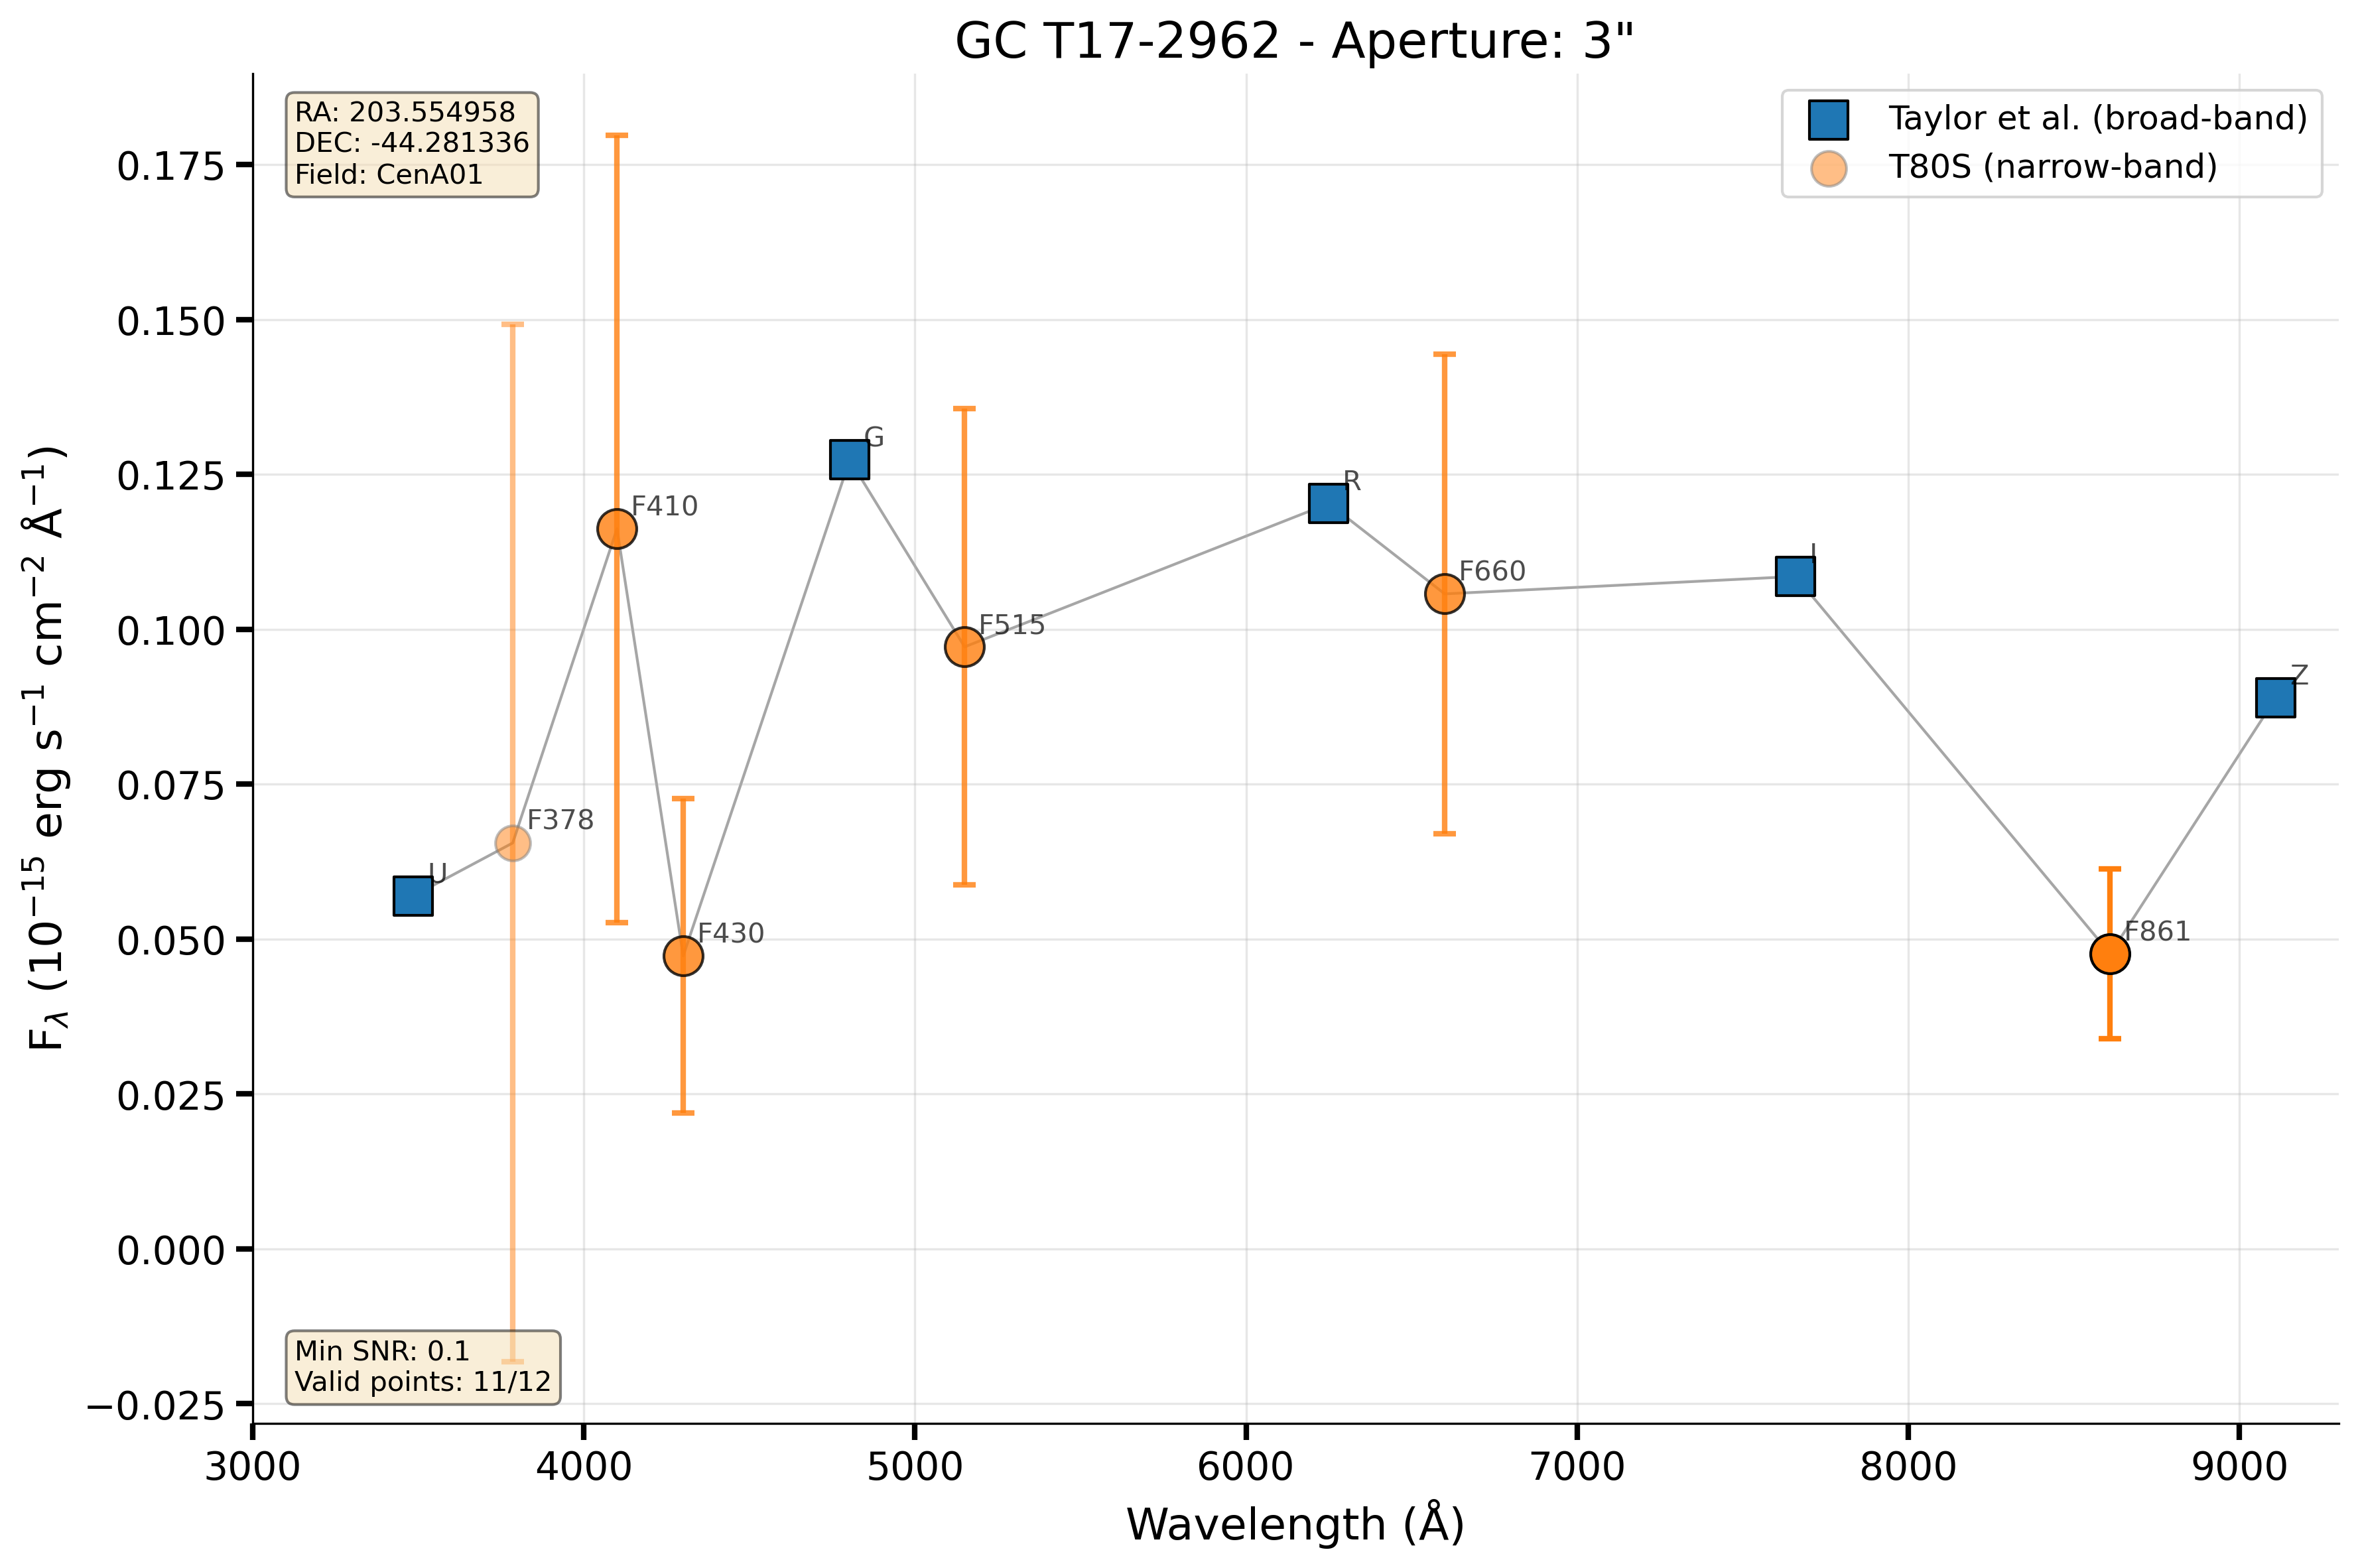 GC T17-2962 - Aperture: 3"
RA: 203.554958
DEC: -44.281336
Field: CenA01
Taylor et al. (broad-band)
T80S (narrow-band)
0.175
0.150
0.125
0.100
0.075
0.050
0.025
0.000
−0.025
F_λ (10⁻¹⁵ erg s⁻¹ cm⁻² Å⁻¹)
U
F378
F410
F430
G
F515
R
F660
I
F861
Z
Min SNR: 0.1
Valid points: 11/12
3000
4000
5000
6000
7000
8000
9000
Wavelength (Å)